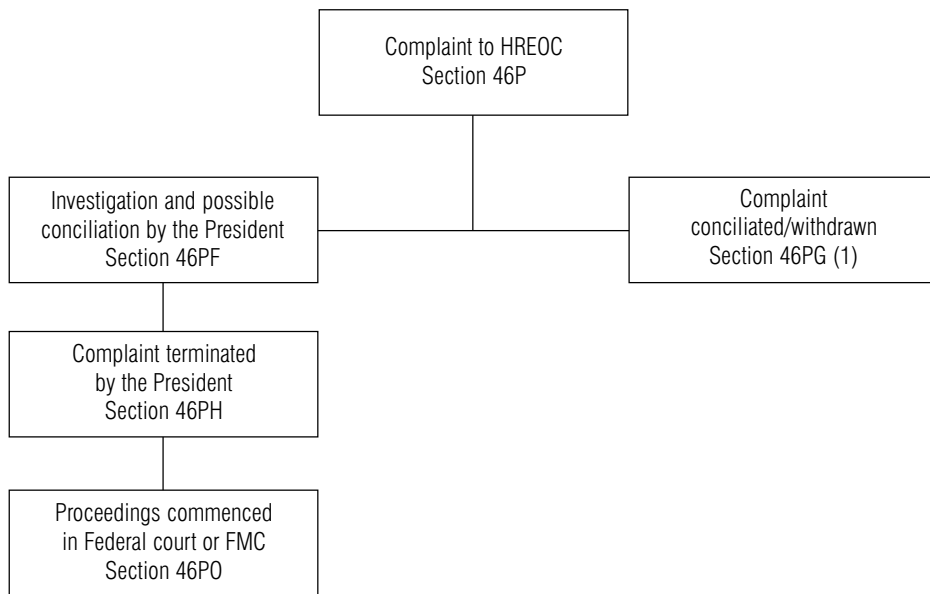 Complaint to HREOC
Section 46P
Investigation and possible
conciliation by the President
Section 46PF
Complaint
conciliated/withdrawn
Section 46PG (1)
Complaint terminated
by the President
Section 46PH
Proceedings commenced
in Federal court or FMC
Section 46PO